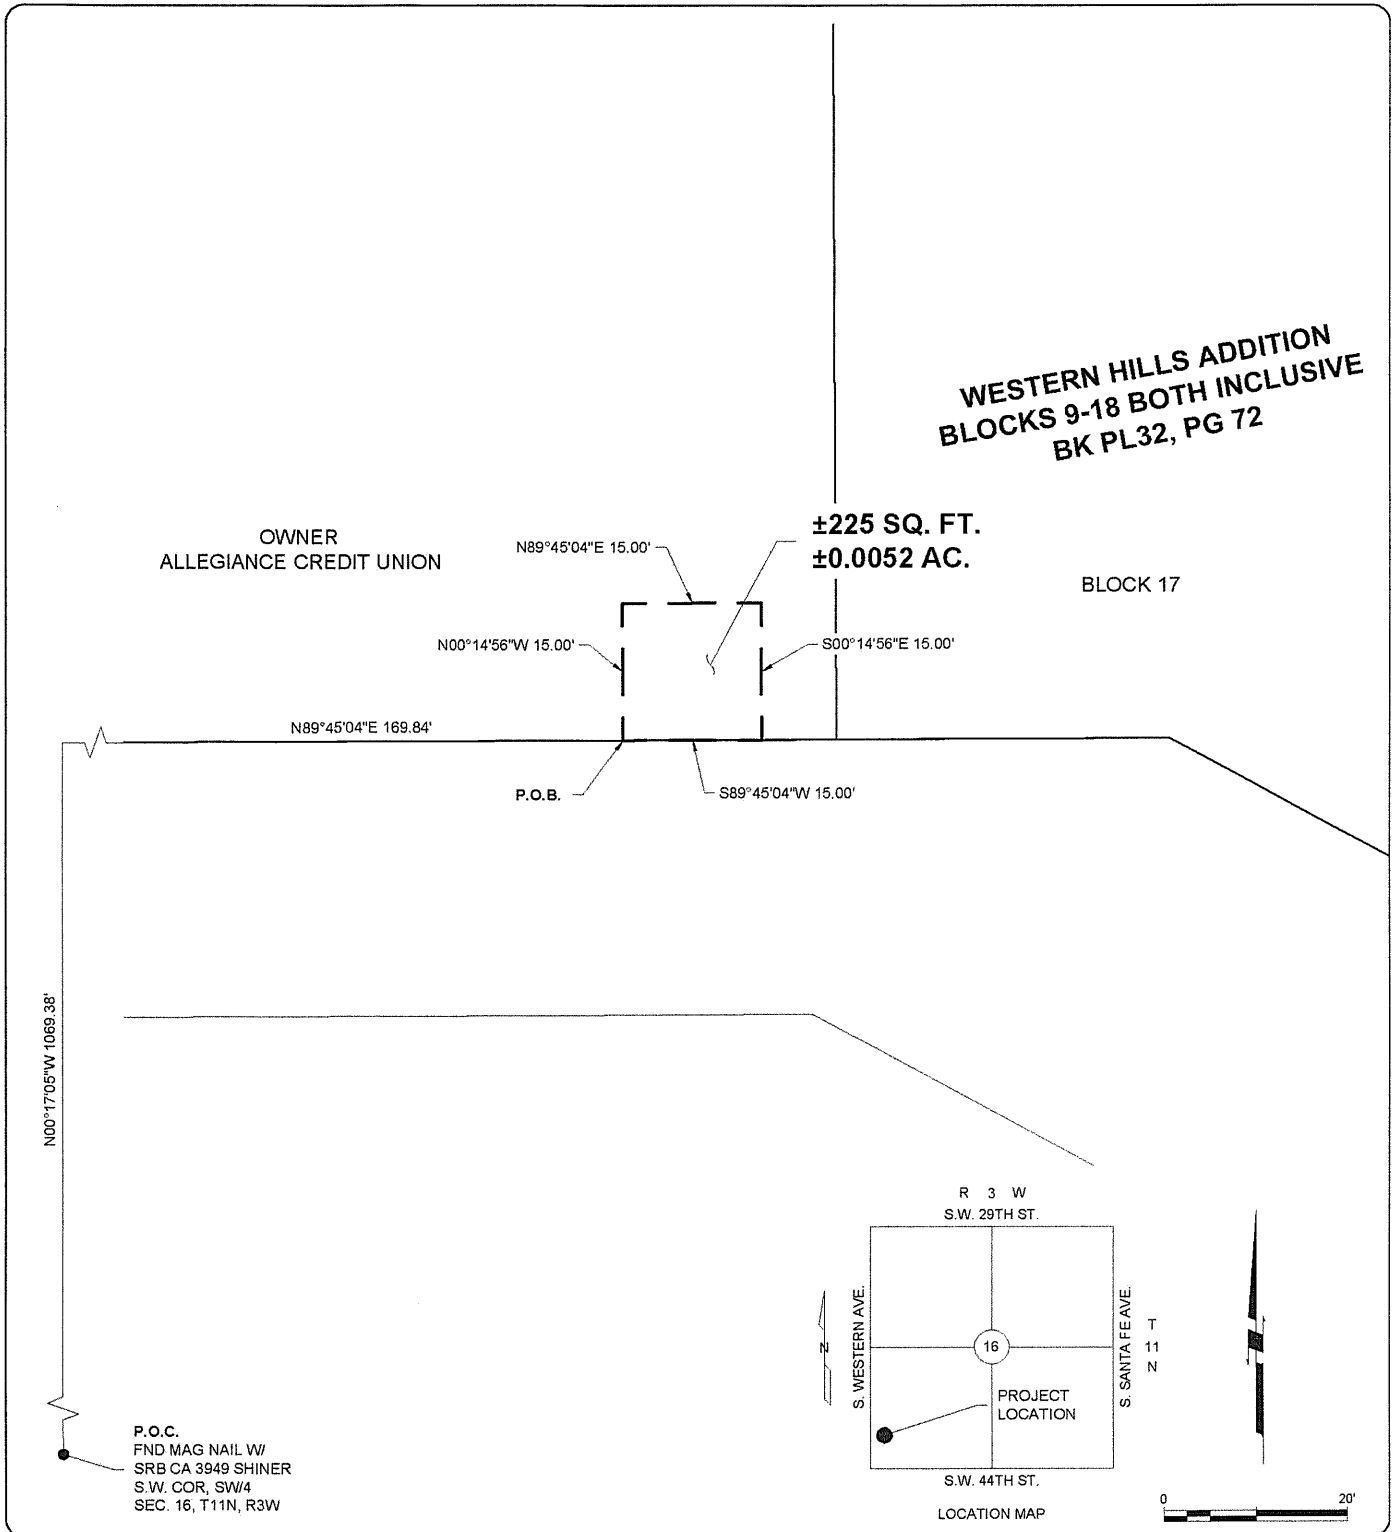 WESTERN HILLS ADDITION
BLOCKS 9-18 BOTH INCLUSIVE
BK PL32, PG 72
OWNER
ALLEGIANCE CREDIT UNION
N89°45'04"E 15.00'
±225 SQ. FT.
±0.0052 AC.
BLOCK 17
N00°14'56"W 15.00'
S00°14'56"E 15.00'
N89°45'04"E 169.84'
P.O.B.
S89°45'04"W 15.00'
N00°17'05"W 1069.38'
P.O.C.
FND MAG NAIL W/
SRB CA 3949 SHINER
S.W. COR, SW/4
SEC. 16, T11N, R3W
R 3 W
S.W. 29TH ST.
S. WESTERN AVE.
N
16
S. SANTA FE AVE.
T
11
N
PROJECT
LOCATION
S.W. 44TH ST.
LOCATION MAP
0 20'